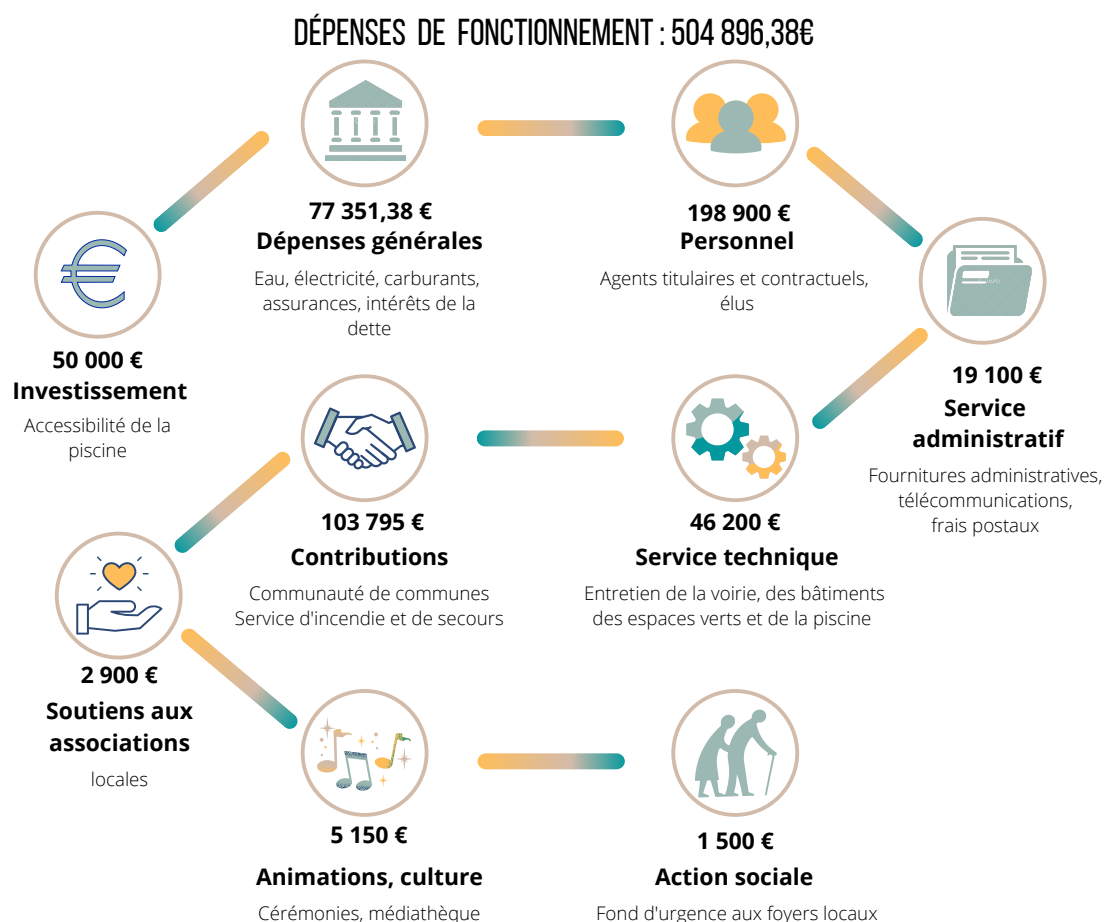 DÉPENSES DE FONCTIONNEMENT : 504 896,38€
50 000 €
Investissement
Accessibilité de la
piscine
77 351,38 €
Dépenses générales
Eau, électricité, carburants,
assurances, intérêts de la
dette
198 900 €
Personnel
Agents titulaires et contractuels,
élus
19 100 €
Service
administratif
Fournitures administratives,
télécommunications,
frais postaux
46 200 €
Service technique
Entretien de la voirie, des bâtiments
des espaces verts et de la piscine
103 795 €
Contributions
Communauté de communes
Service d'incendie et de secours
2 900 €
Soutiens aux
associations
locales
5 150 €
Animations, culture
Cérémonies, médiathèque
1 500 €
Action sociale
Fond d'urgence aux foyers locaux